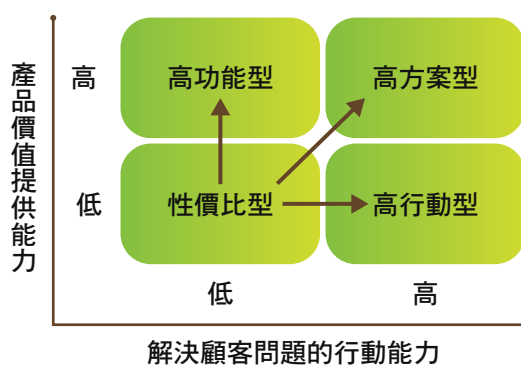 產品價值提供能力
高
高功能型
高方案型
低
性價比型
高行動型
低
高
解決顧客問題的行動能力